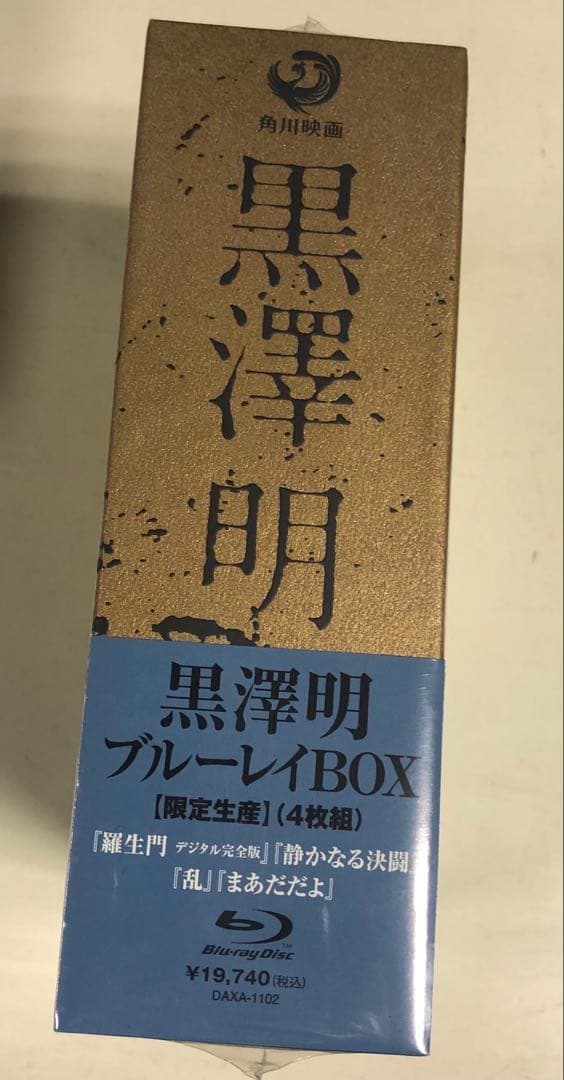 角川映画
黒澤明
黒澤明
ブルーレイBOX
【限定生産】(4枚組)
『羅生門 デジタル完全版』『静かなる決闘』
『乱』『まあだだよ』
Blu-ray Disc™
¥19,740(税込)
DAXA-1102